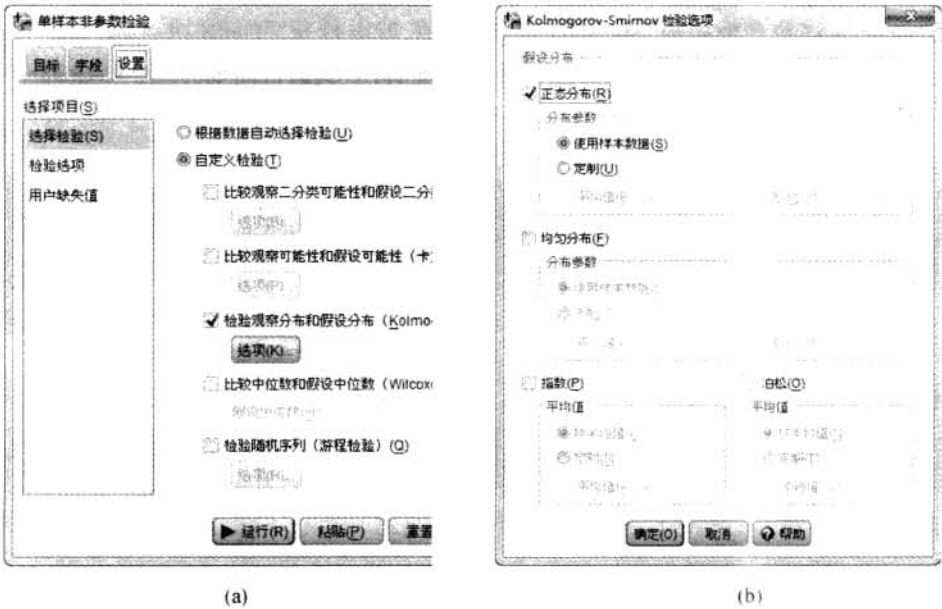 单样本非参数检验
目标 字段 设置
选择项目(S)
选择检验(S)
检验选项
用户缺失值
根据数据自动选择检验(U)
自定义检验(T)
比较观察二分类可能性和假设二分
比较观察可能性和假设可能性（卡
检验观察分布和假设分布（Kolmo
选项(K)...
比较中位数和假设中位数（Wilcox
检验随机序列（游程检验）(Q)
运行(R) 粘贴(P) 重置
(a)
Kolmogorov-Smirnov 检验选项
假设分布
正态分布(R)
分布参数
使用样本数据(S)
定制(U)
均匀分布(F)
分布参数
指数(P) 泊松(O)
平均值 平均值
确定(O) 取消 帮助
(b)